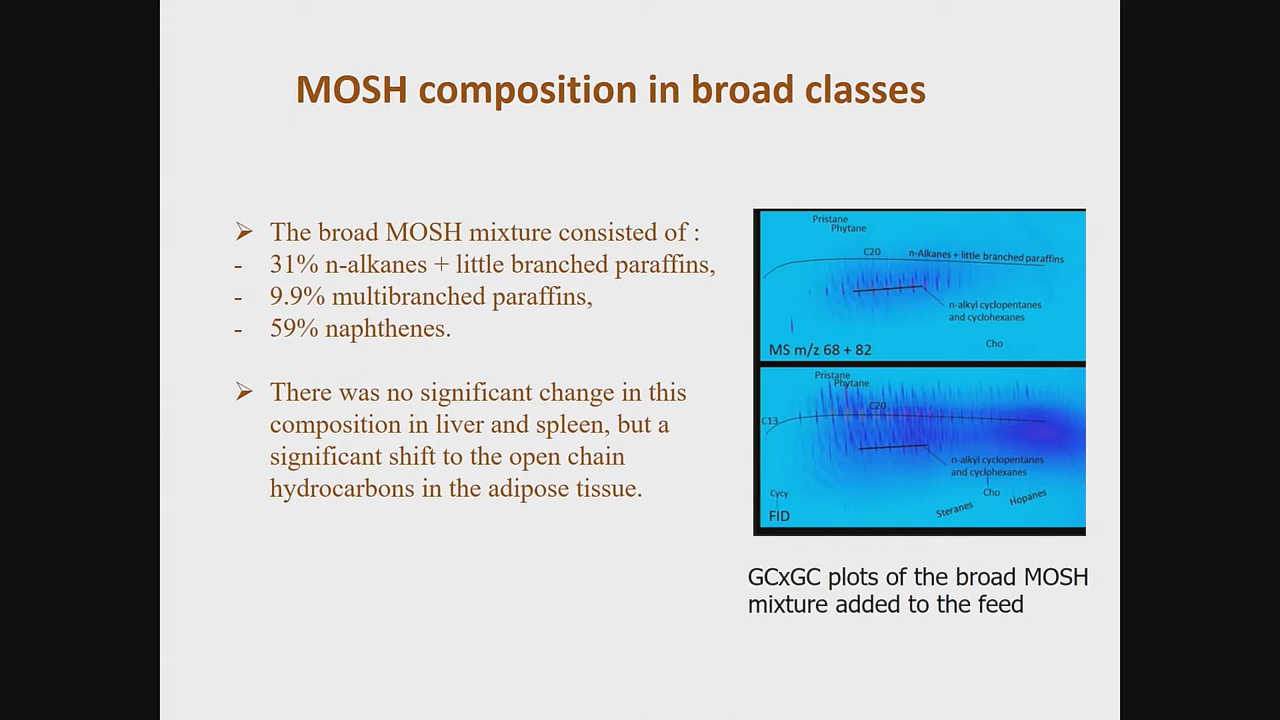 MOSH composition in broad classes
➢ The broad MOSH mixture consisted of :
- 31% n-alkanes + little branched paraffins,
- 9.9% multibranched paraffins,
- 59% naphthenes.
➢ There was no significant change in this
composition in liver and spleen, but a
significant shift to the open chain
hydrocarbons in the adipose tissue.
Pristane
Phytane
C20
n-Alkanes + little branched paraffins
n-alkyl cyclopentanes
and cyclohexanes
Cho
MS m/z 68 + 82
Pristane
Phytane
C20
C13
n-alkyl cyclopentanes
and cyclohexanes
Cycy
Cho
Steranes
Hopanes
FID
GCxGC plots of the broad MOSH
mixture added to the feed